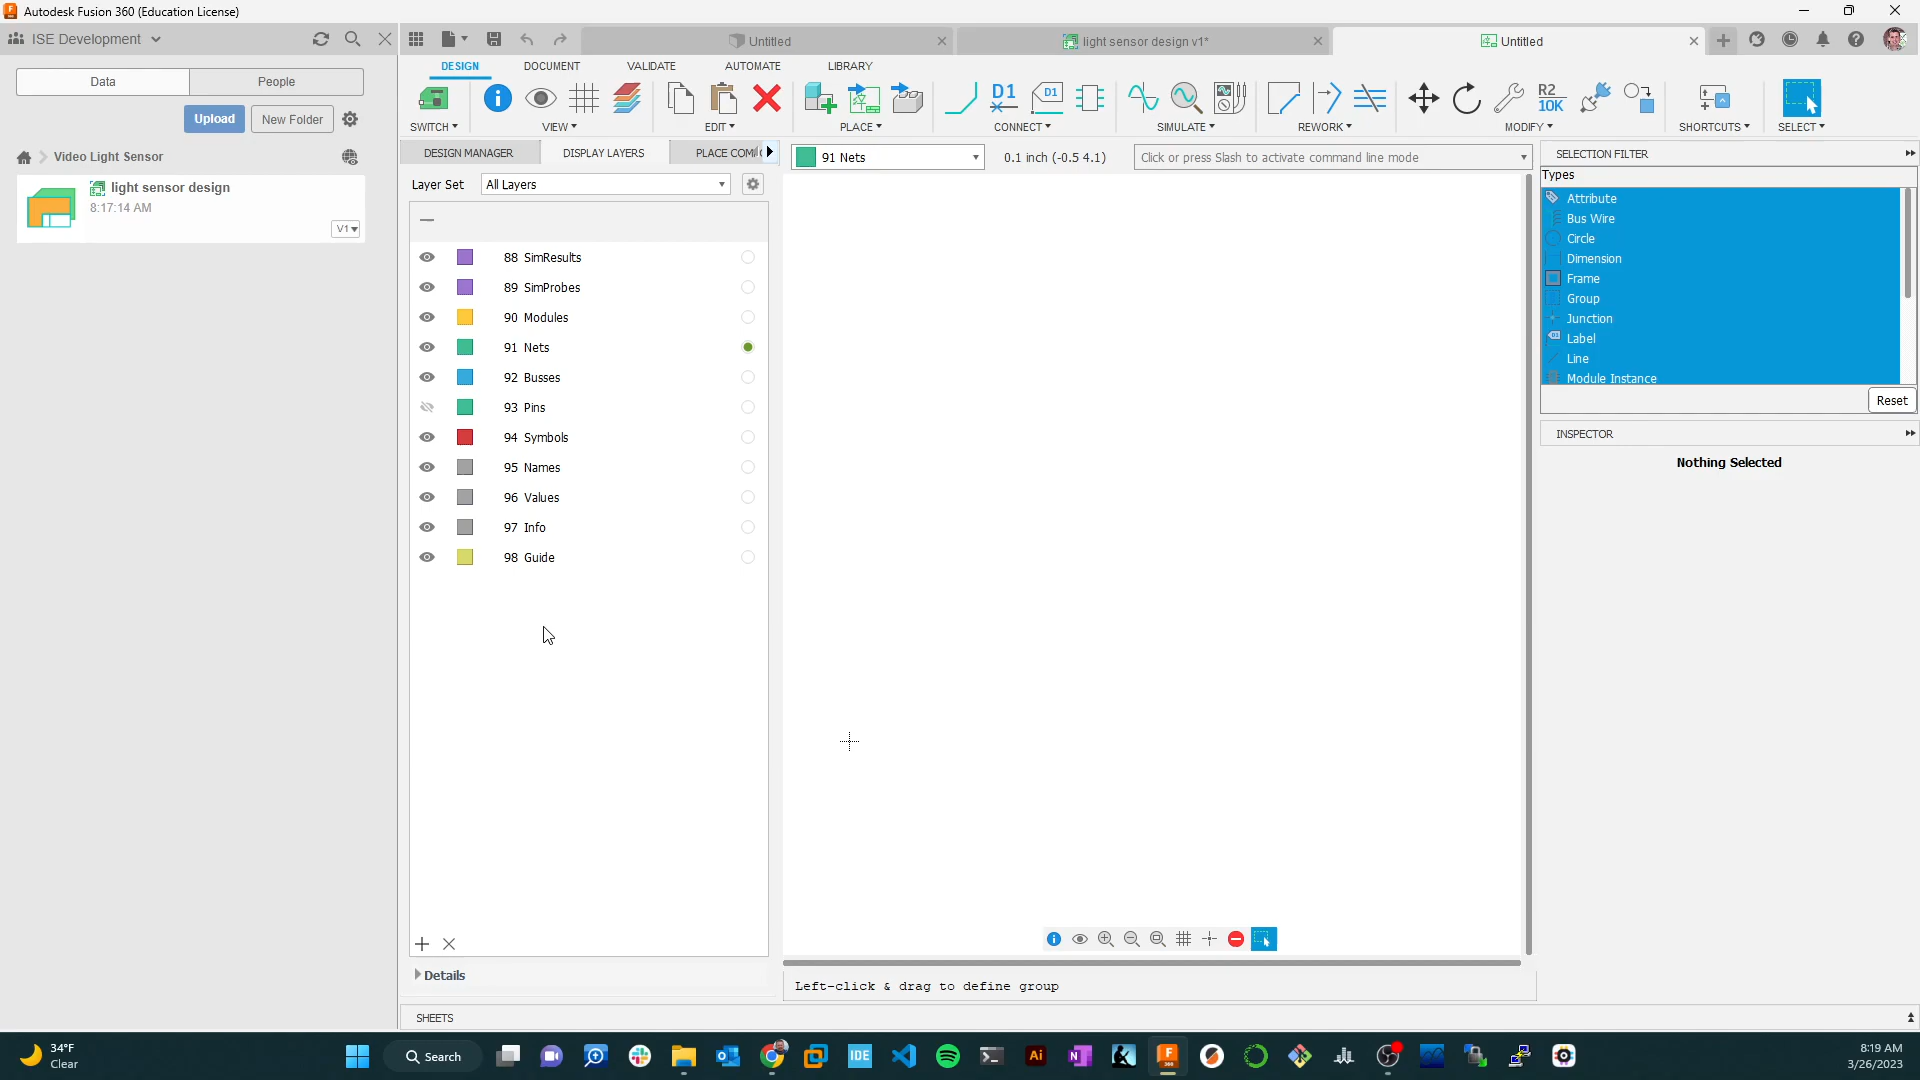 Autodesk Fusion 360 (Education License)
ISE Development
Untitled
light sensor design v1*
Untitled
Data
People
Upload
New Folder
Video Light Sensor
light sensor design
8:17:14 AM
V1
DESIGN
DOCUMENT
VALIDATE
AUTOMATE
LIBRARY
D1
D1
R2
10K
SWITCH
VIEW
EDIT
PLACE
CONNECT
SIMULATE
REWORK
MODIFY
SHORTCUTS
SELECT
DESIGN MANAGER
DISPLAY LAYERS
PLACE COM
91 Nets
0.1 inch (-0.5 4.1)
Click or press Slash to activate command line mode
Layer Set
All Layers
88 SimResults
89 SimProbes
90 Modules
91 Nets
92 Busses
93 Pins
94 Symbols
95 Names
96 Values
97 Info
98 Guide
Details
SELECTION FILTER
Types
Attribute
Bus Wire
Circle
Dimension
Frame
Group
Junction
Label
Line
Module Instance
Reset
INSPECTOR
Nothing Selected
Left-click & drag to define group
SHEETS
34°F
Clear
Search
IDE
Ai
N
F
8:19 AM
3/26/2023